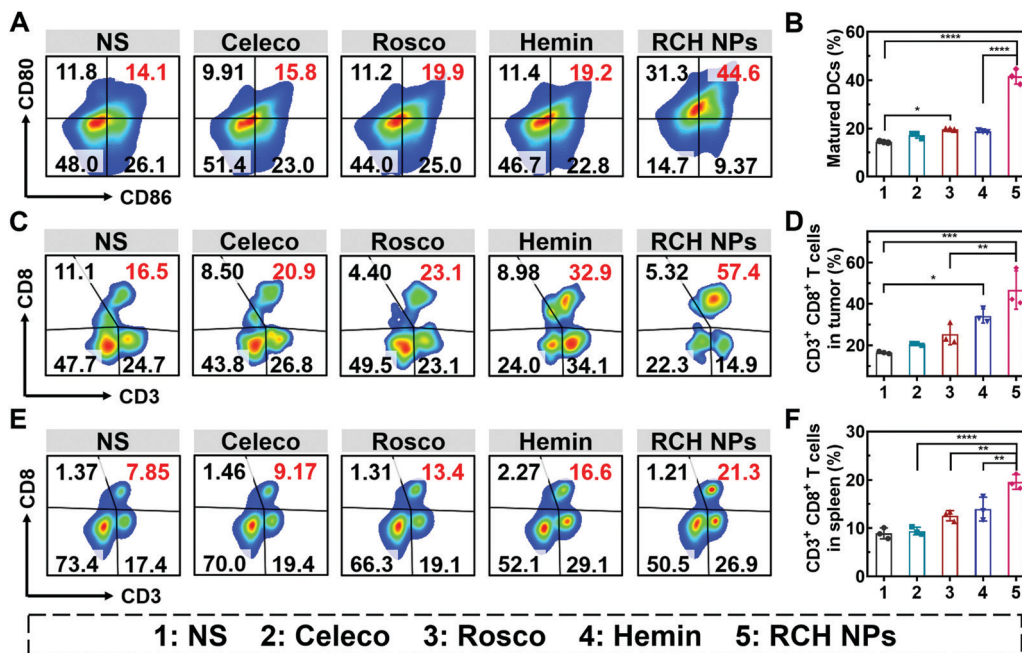 A
NS Celeco Rosco Hemin RCH NPs
CD80
11.8 14.1 9.91 15.8 11.2 19.9 11.4 19.2 31.3 44.6
48.0 26.1 51.4 23.0 44.0 25.0 46.7 22.8 14.7 9.37
CD86
B
Matured DCs (%)
60
40
20
0
****
****
*
1 2 3 4 5
C
NS Celeco Rosco Hemin RCH NPs
CD8
11.1 16.5 8.50 20.9 4.40 23.1 8.98 32.9 5.32 57.4
47.7 24.7 43.8 26.8 49.5 23.1 24.0 34.1 22.3 14.9
CD3
D
CD3+ CD8+ T cells
in tumor (%)
60
40
20
***
**
*
1 2 3 4 5
E
NS Celeco Rosco Hemin RCH NPs
CD8
1.37 7.85 1.46 9.17 1.31 13.4 2.27 16.6 1.21 21.3
73.4 17.4 70.0 19.4 66.3 19.1 52.1 29.1 50.5 26.9
CD3
F
CD3+ CD8+ T cells
in spleen (%)
30
20
10
0
****
**
**
1 2 3 4 5
1: NS 2: Celeco 3: Rosco 4: Hemin 5: RCH NPs